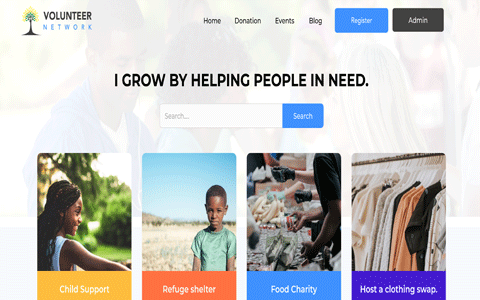 VOLUNTEER
NETWORK
Home Donation Events Blog Register Admin
I GROW BY HELPING PEOPLE IN NEED.
Search... Search
Child Support
Refuge shelter
Food Charity
Host a clothing swap.